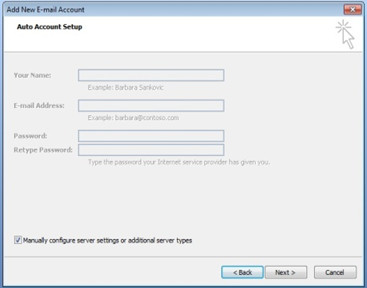 Add New E-mail Account
Auto Account Setup
Your Name:
Example: Barbara Sankovic
E-mail Address:
Example: barbara@contoso.com
Password:
Retype Password:
Type the password your Internet service provider has given you.
Manually configure server settings or additional server types
< Back Next > Cancel